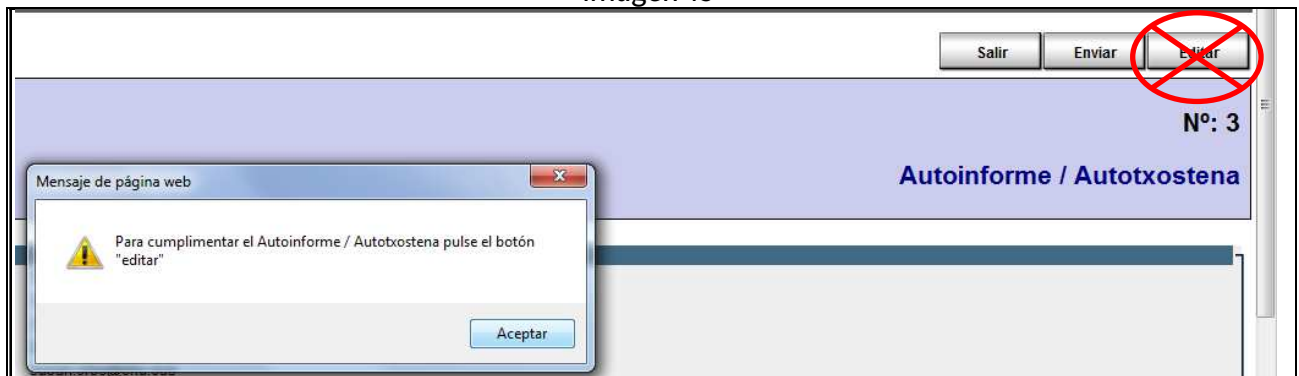 Salir Enviar Editar
Nº: 3
Autoinforme / Autotxostena
Mensaje de página web
Para cumplimentar el Autoinforme / Autotxostena pulse el botón
"editar"
Aceptar